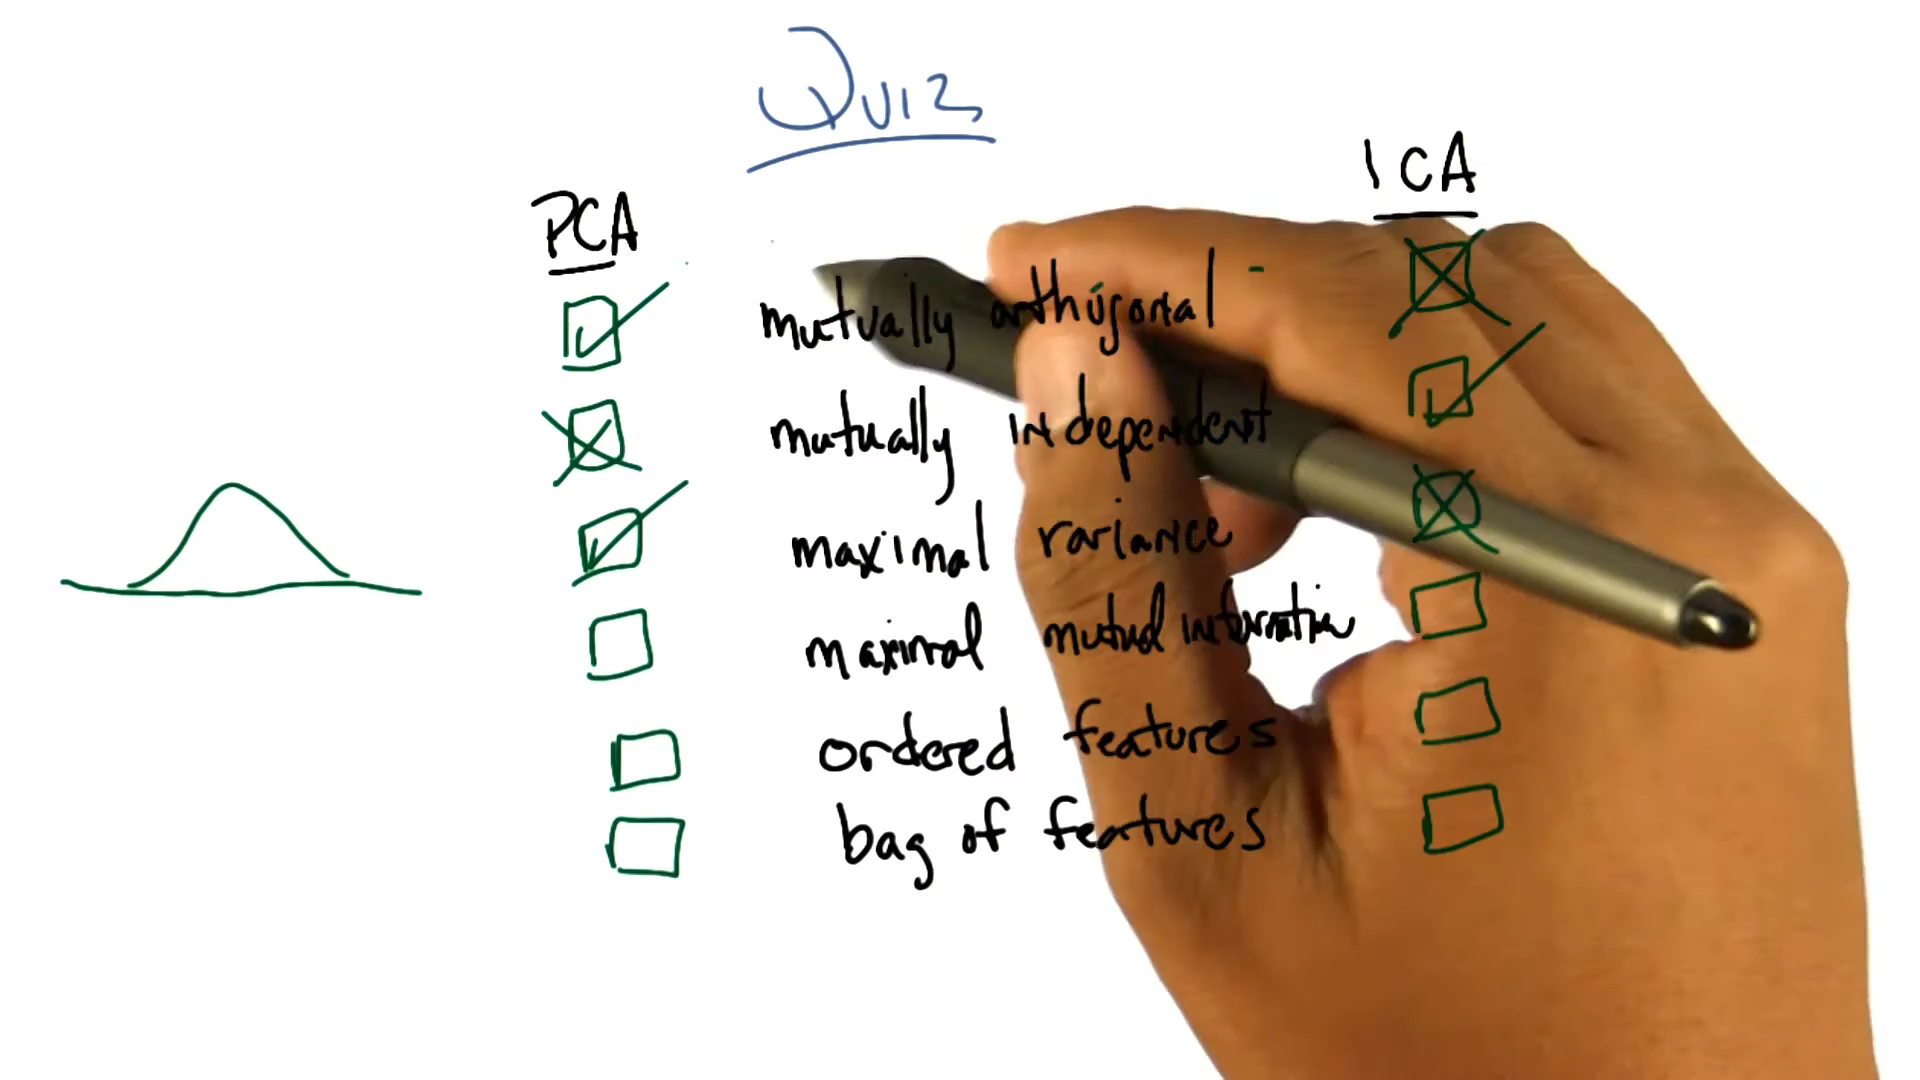 Quiz
PCA
ICA
mutually orthogonal
mutually independent
maximal variance
maximal mutual information
ordered features
bag of features